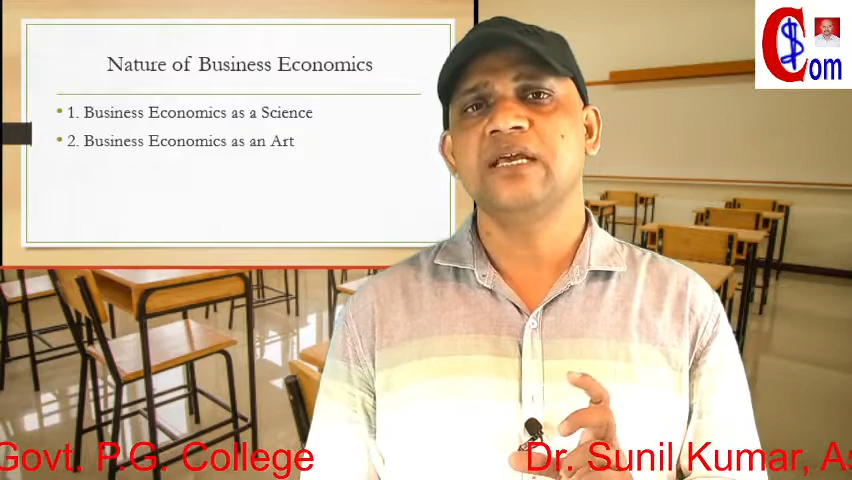 Nature of Business Economics
• 1. Business Economics as a Science
• 2. Business Economics as an Art
C$om
Govt. P.G. College Dr. Sunil Kumar, As